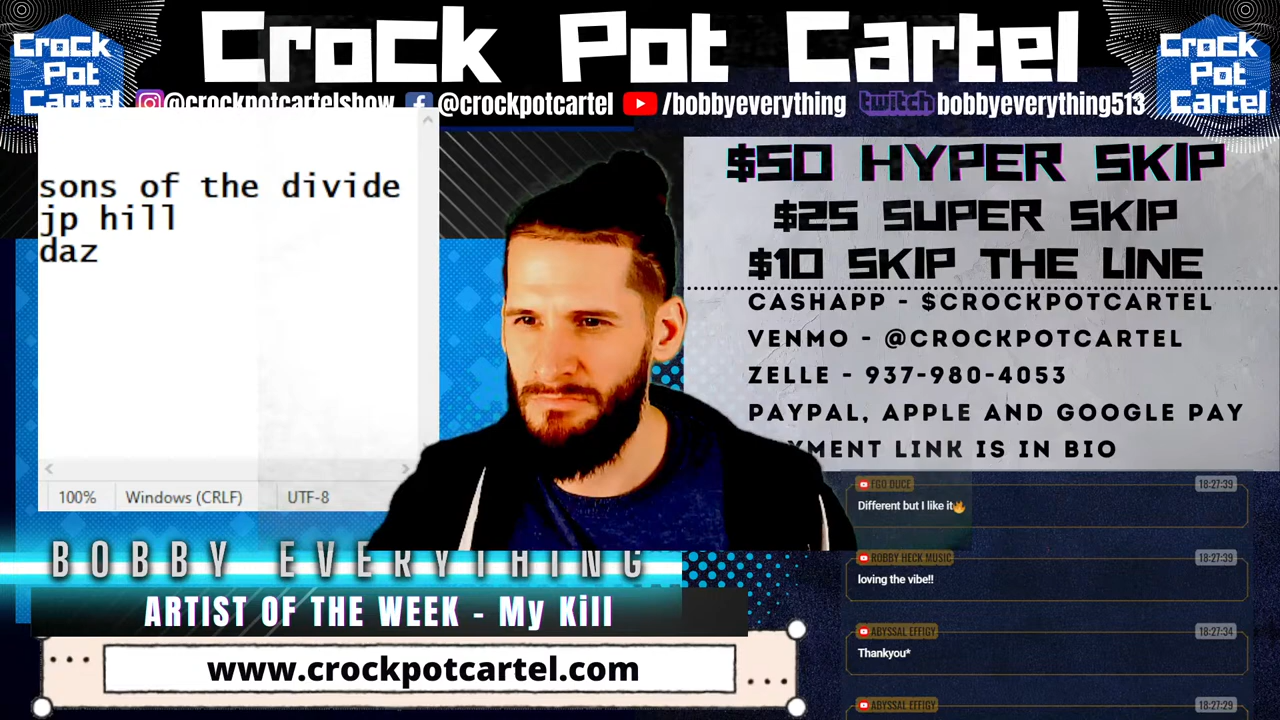 Crock Pot Cartel
Crock
Pot
Cartel
Crock
Pot
Cartel
@crockpotcartelshow @crockpotcartel /bobbyeverything twitch bobbyeverything513
sons of the divide
jp hill
daz
100% Windows (CRLF) UTF-8
$50 HYPER SKIP
$25 SUPER SKIP
$10 SKIP THE LINE
CASHAPP - $CROCKPOTCARTEL
VENMO - @CROCKPOTCARTEL
ZELLE - 937-980-4053
PAYPAL, APPLE AND GOOGLE PAY
LINK IS IN BIO
EGO DUCE 18:27:39
Different but I like it🔥
ROBBY HECK MUSIC 18:27:39
loving the vibe!!
ABYSSAL EFFIGY 18:27:34
Thankyou*
ABYSSAL EFFIGY 18:27:29
BOBBY EVERYTHING
ARTIST OF THE WEEK - My Kill
www.crockpotcartel.com